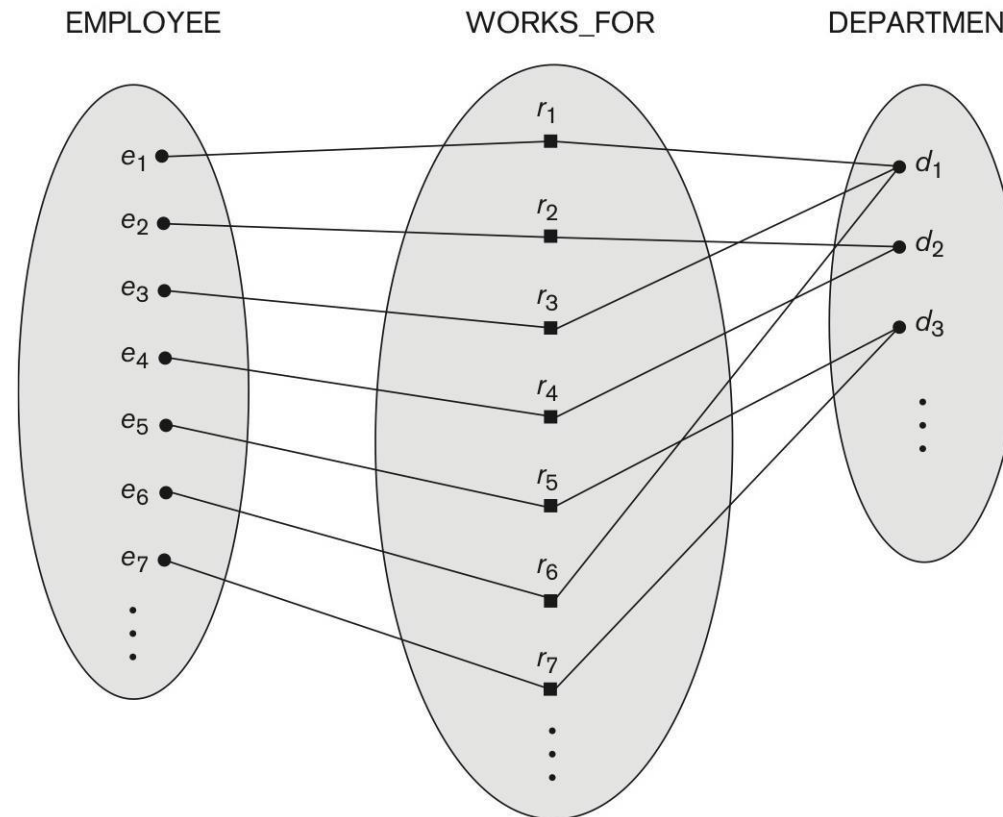 EMPLOYEE WORKS_FOR DEPARTMEN
e1
e2
e3
e4
e5
e6
e7
r1
r2
r3
r4
r5
r6
r7
d1
d2
d3